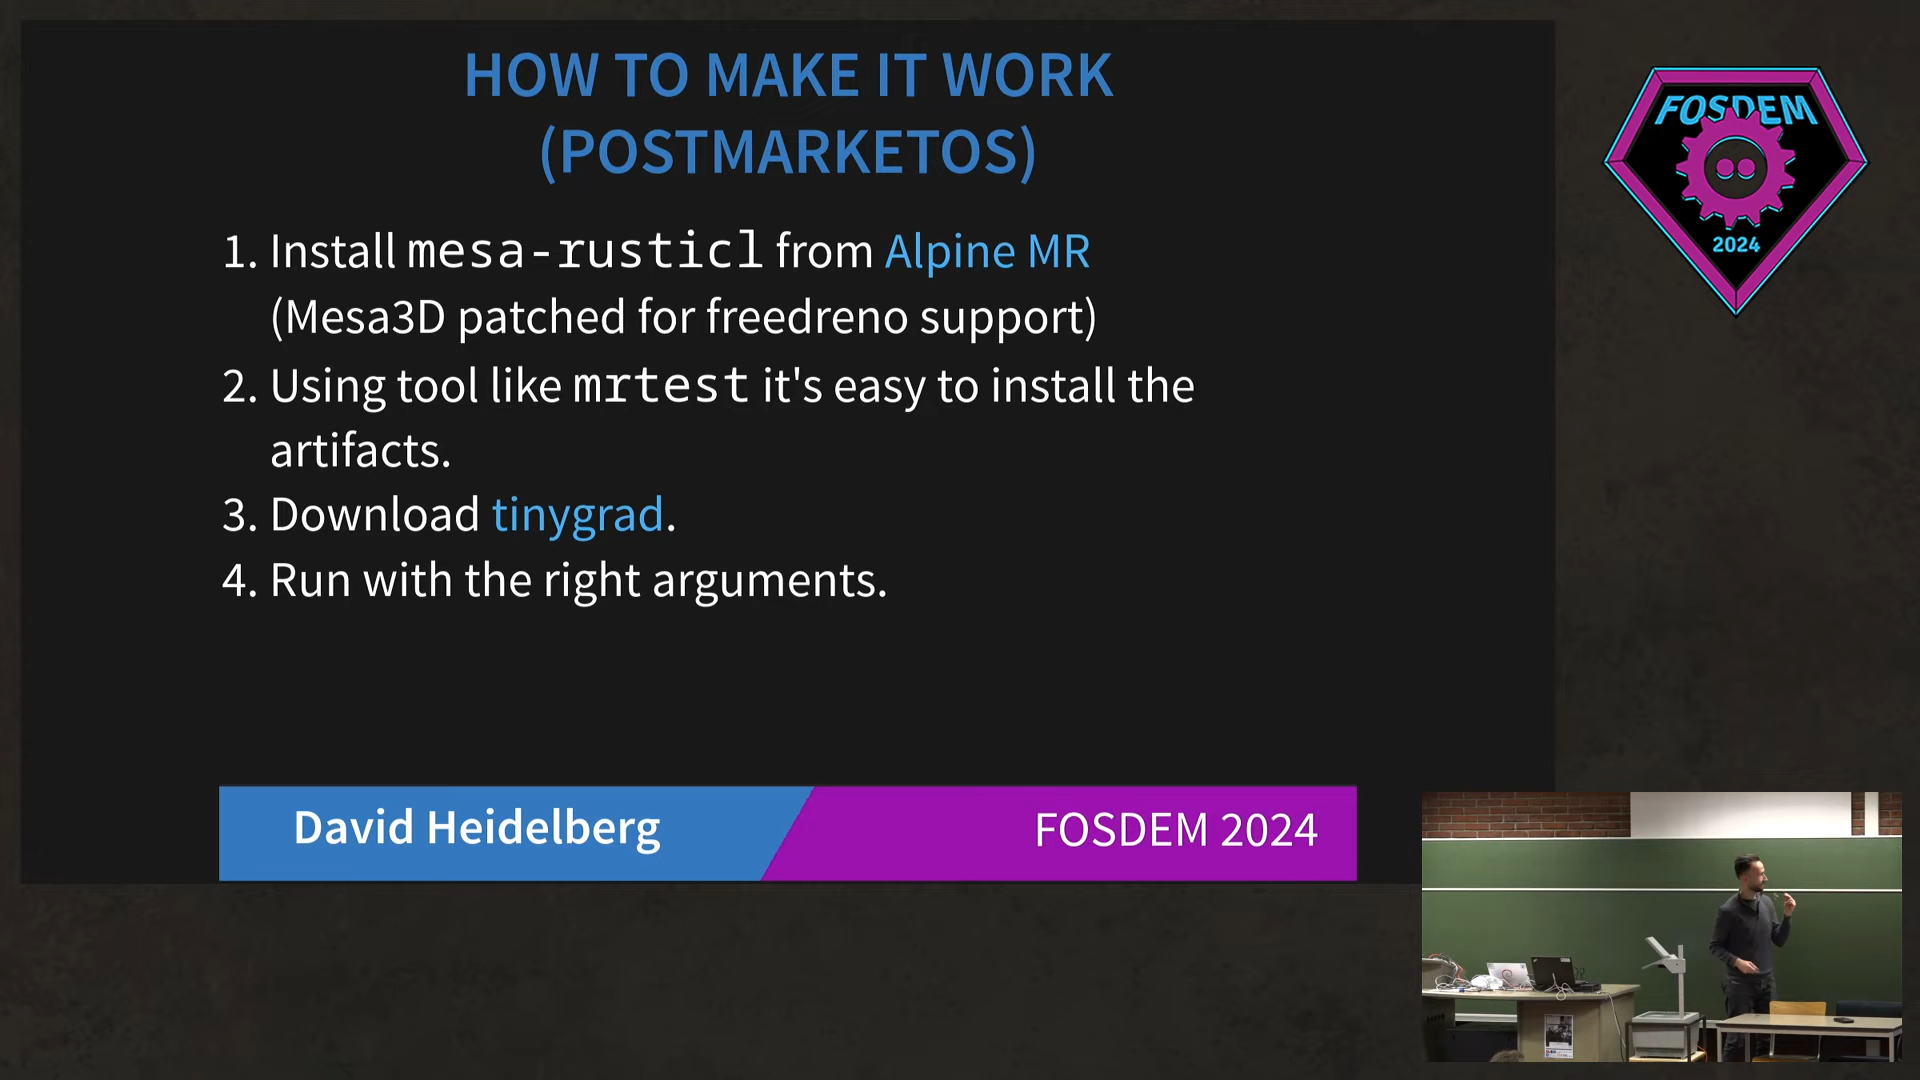 HOW TO MAKE IT WORK
(POSTMARKETOS)
1. Install mesa-rusticl from Alpine MR
(Mesa3D patched for freedreno support)
2. Using tool like mrtest it's easy to install the
artifacts.
3. Download tinygrad.
4. Run with the right arguments.
David Heidelberg
FOSDEM 2024
FOSDEM
2024